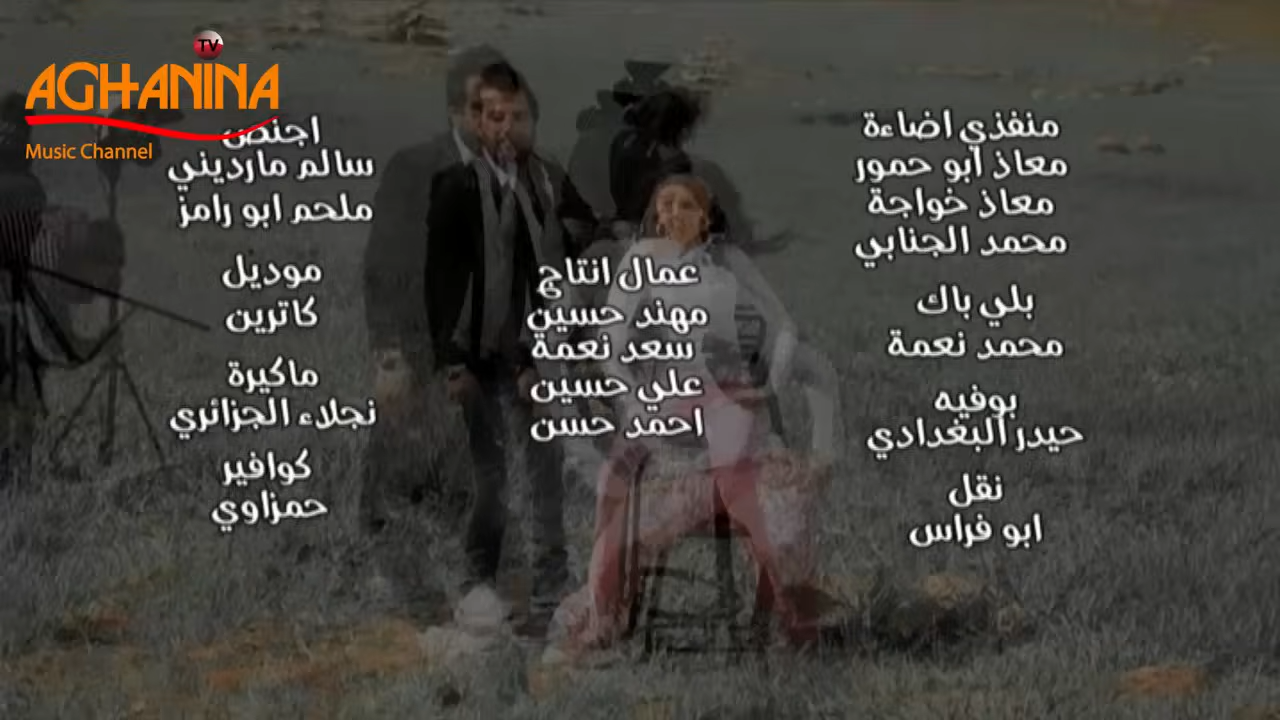 TV
AGHANINA
Music Channel
منفذي اضاءة
معاذ ابو حمور
معاذ خواجة
محمد الجنابي
بلي باك
محمد نعمة
بوفيه
حيدر البغدادي
نقل
ابو فراس
عمال انتاج
مهند حسين
سعد نعمة
علي حسين
احمد حسن
اجنص
سالم مارديني
ملحم ابو رامز
موديل
كاترين
ماكيرة
نجلاء الجزائري
كوافير
حمزاوي